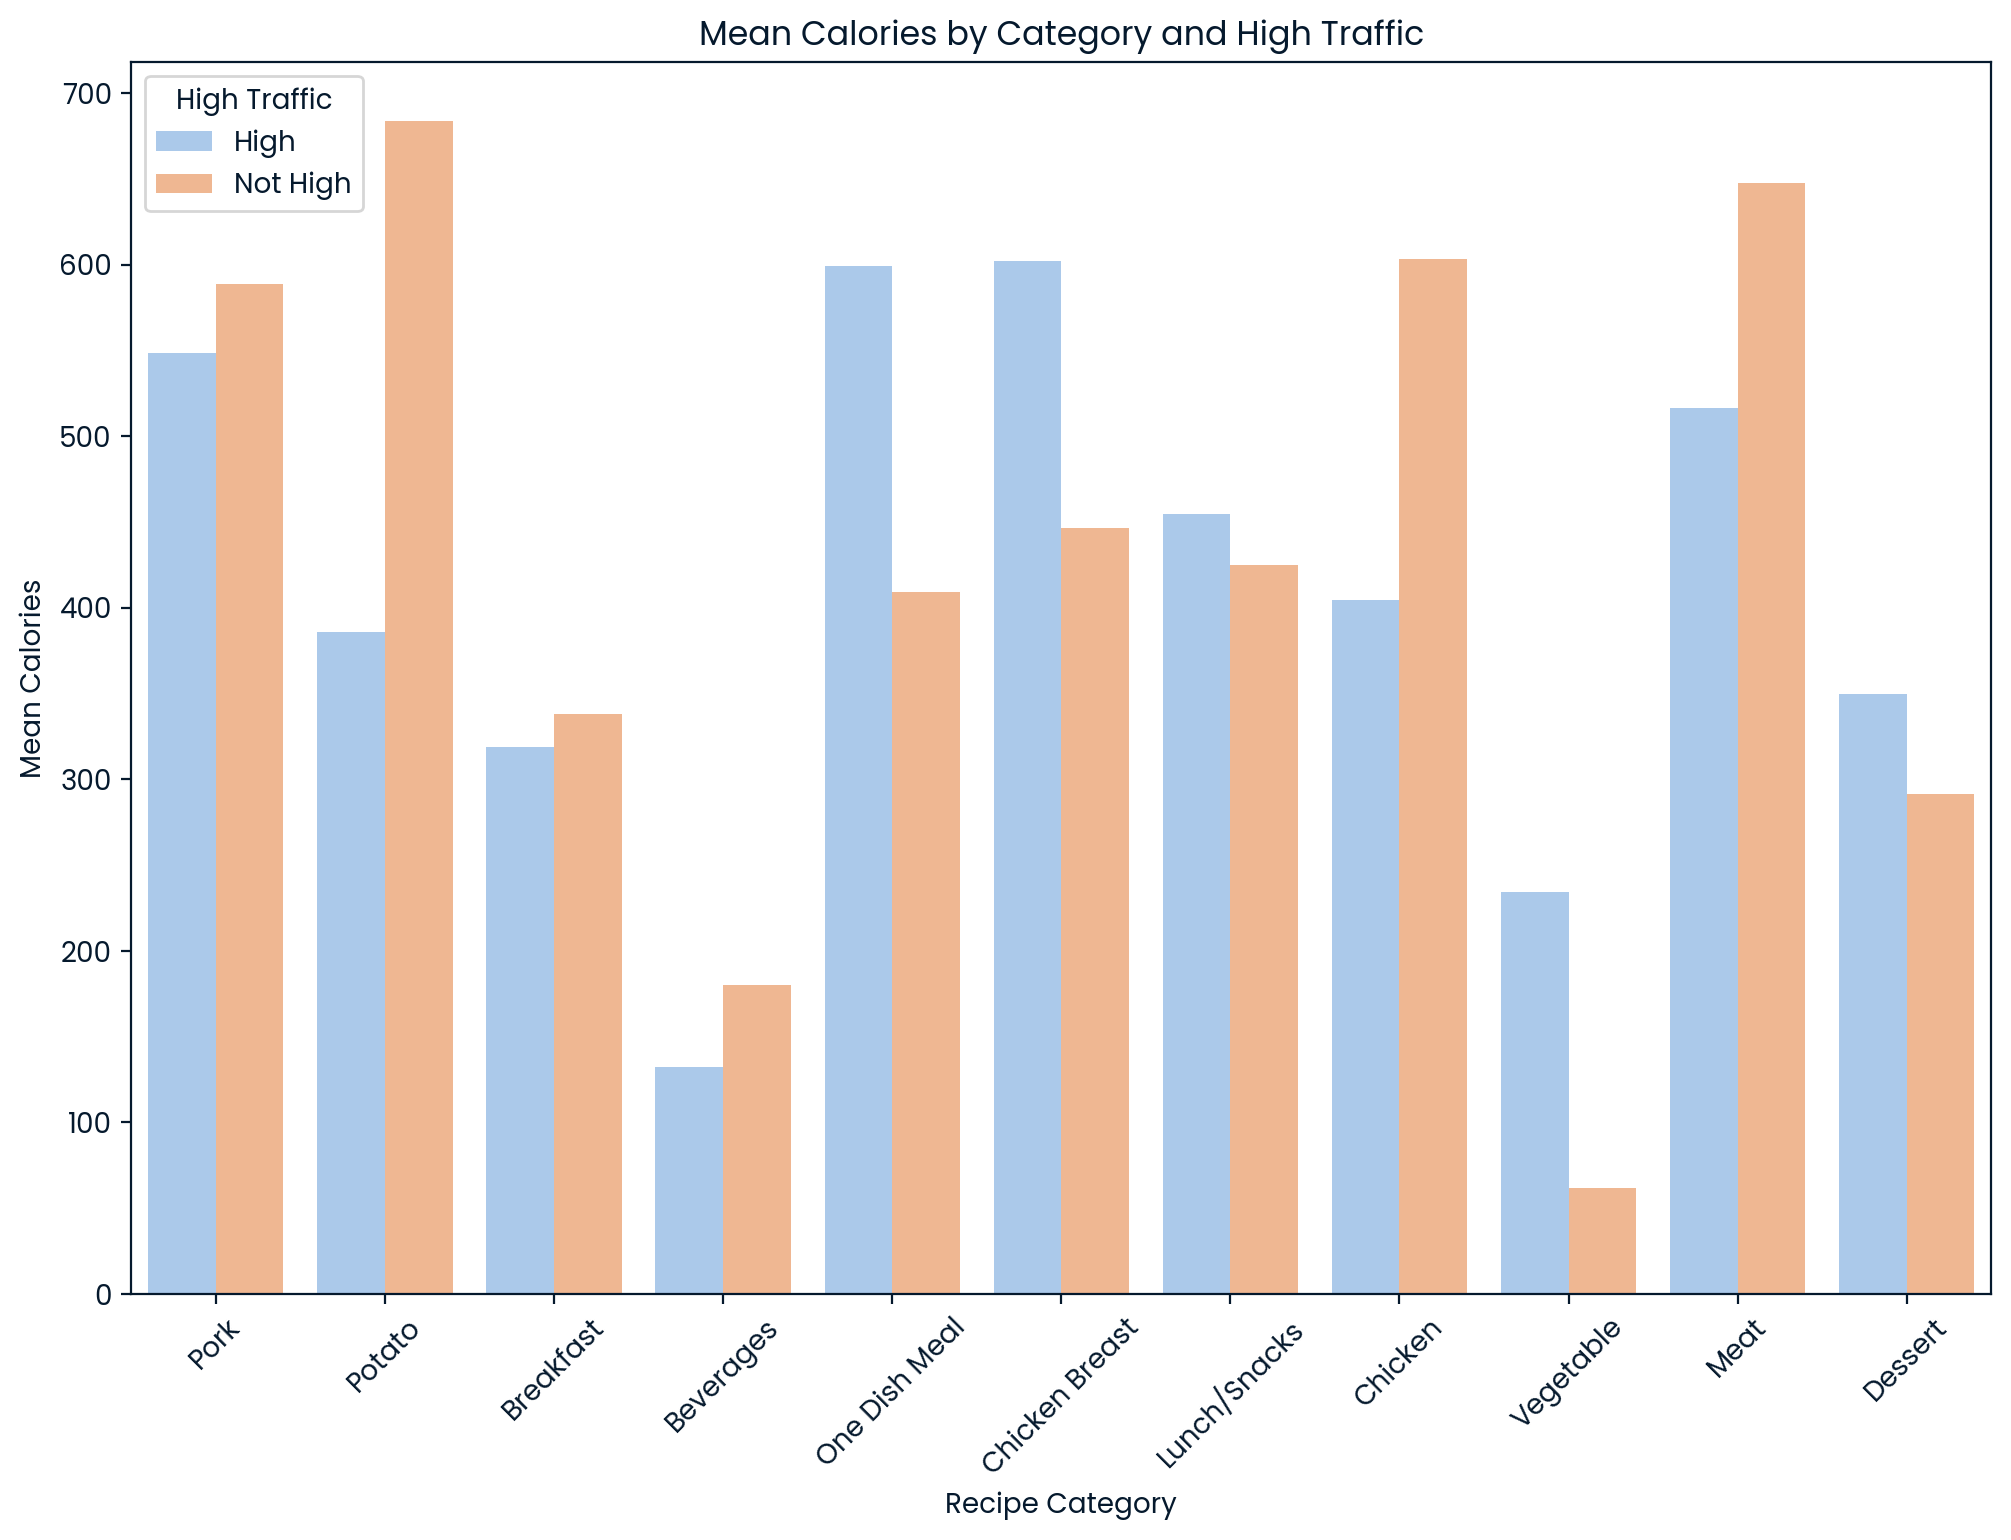 Mean Calories by Category and High Traffic
High Traffic
High
Not High
Mean Calories
700
600
500
400
300
200
100
0
Pork
Potato
Breakfast
Beverages
One Dish Meal
Chicken Breast
Lunch/Snacks
Chicken
Vegetable
Meat
Dessert
Recipe Category